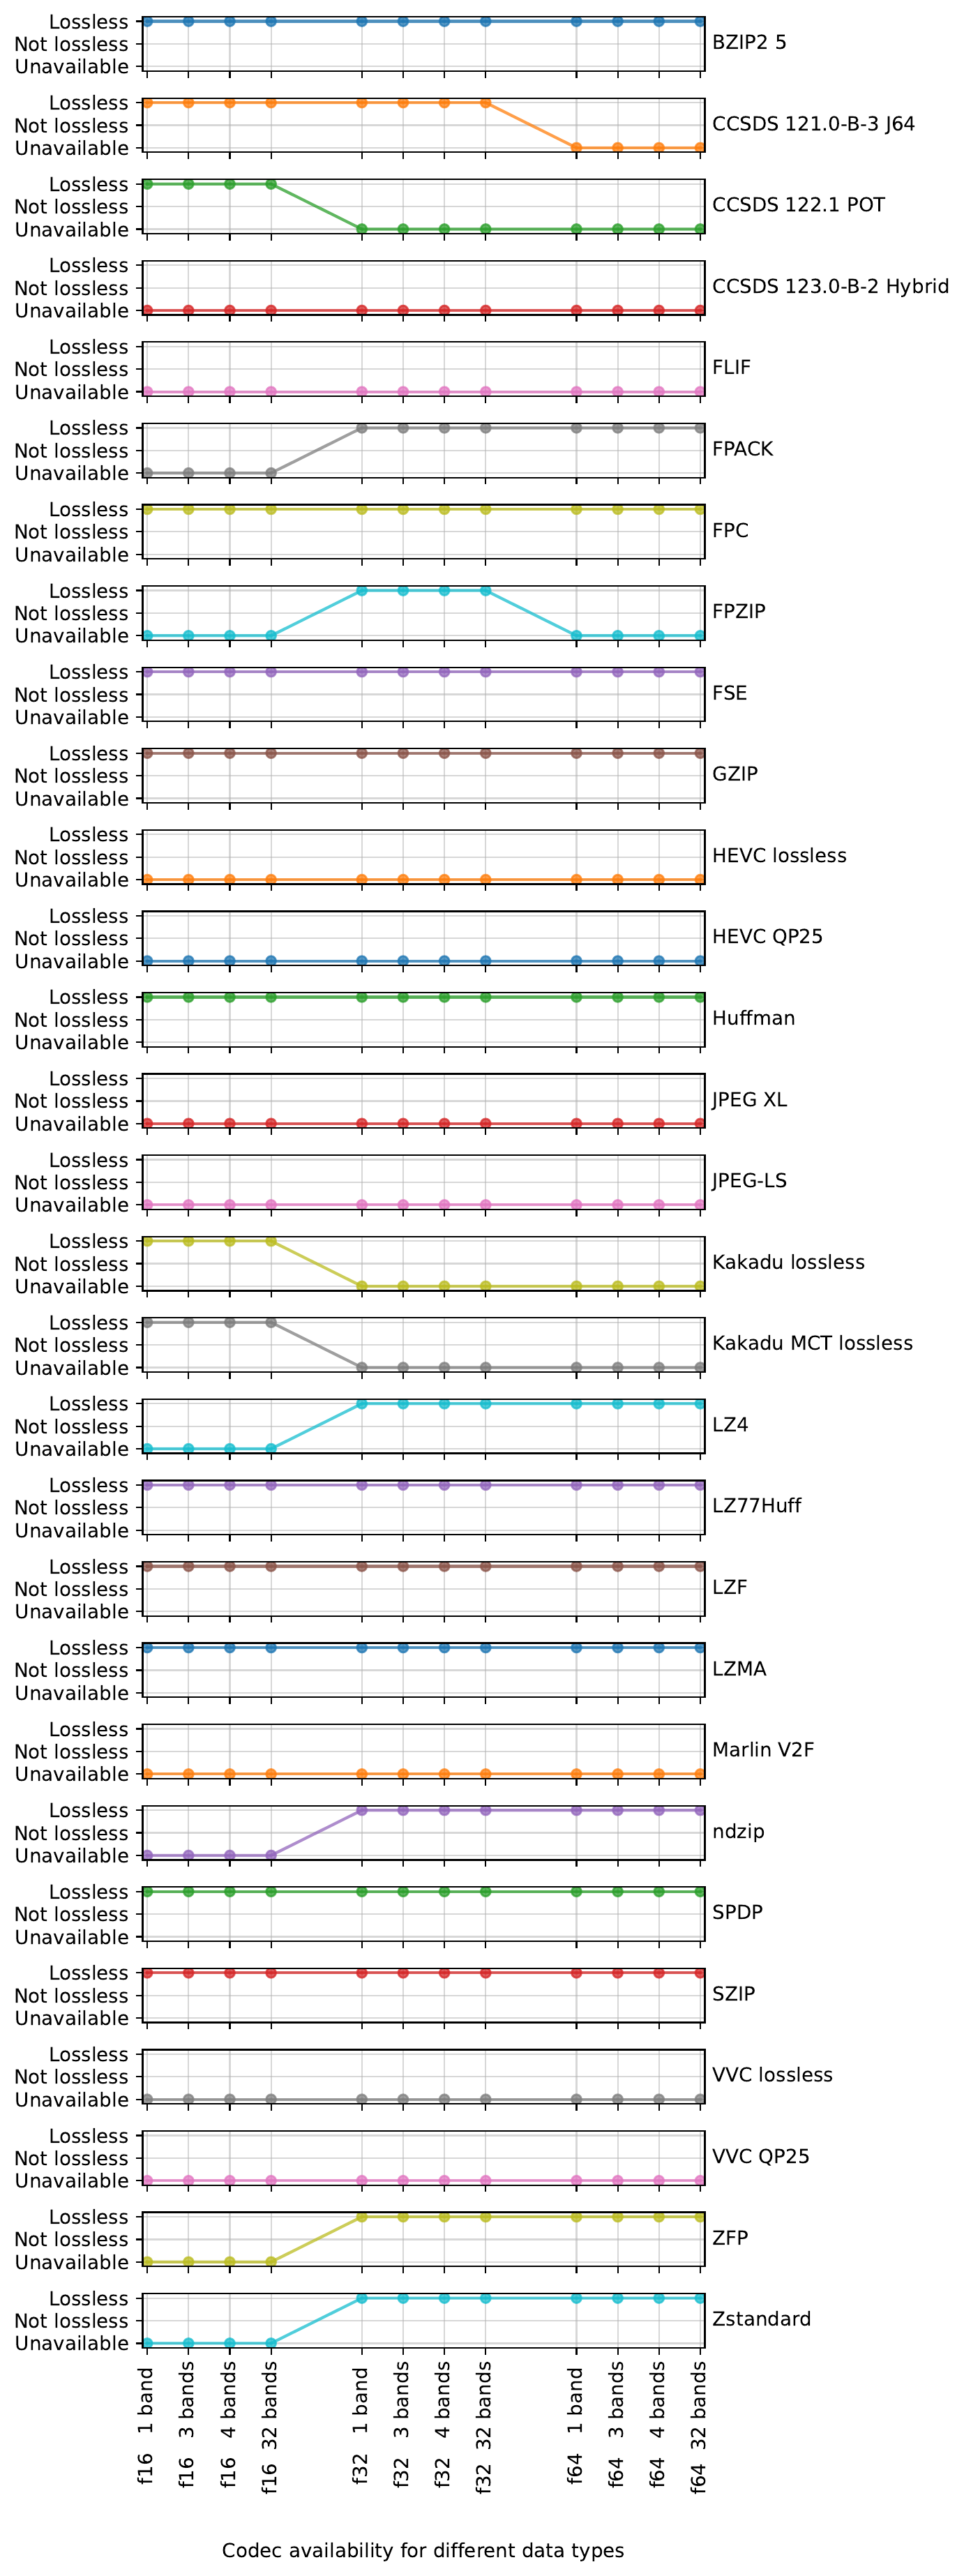 Lossless
Not lossless
Unavailable
BZIP2 5
Lossless
Not lossless
Unavailable
CCSDS 121.0-B-3 J64
Lossless
Not lossless
Unavailable
CCSDS 122.1 POT
Lossless
Not lossless
Unavailable
CCSDS 123.0-B-2 Hybrid
Lossless
Not lossless
Unavailable
FLIF
Lossless
Not lossless
Unavailable
FPACK
Lossless
Not lossless
Unavailable
FPC
Lossless
Not lossless
Unavailable
FPZIP
Lossless
Not lossless
Unavailable
FSE
Lossless
Not lossless
Unavailable
GZIP
Lossless
Not lossless
Unavailable
HEVC lossless
Lossless
Not lossless
Unavailable
HEVC QP25
Lossless
Not lossless
Unavailable
Huffman
Lossless
Not lossless
Unavailable
JPEG XL
Lossless
Not lossless
Unavailable
JPEG-LS
Lossless
Not lossless
Unavailable
Kakadu lossless
Lossless
Not lossless
Unavailable
Kakadu MCT lossless
Lossless
Not lossless
Unavailable
LZ4
Lossless
Not lossless
Unavailable
LZ77Huff
Lossless
Not lossless
Unavailable
LZF
Lossless
Not lossless
Unavailable
LZMA
Lossless
Not lossless
Unavailable
Marlin V2F
Lossless
Not lossless
Unavailable
ndzip
Lossless
Not lossless
Unavailable
SPDP
Lossless
Not lossless
Unavailable
SZIP
Lossless
Not lossless
Unavailable
VVC lossless
Lossless
Not lossless
Unavailable
VVC QP25
Lossless
Not lossless
Unavailable
ZFP
Lossless
Not lossless
Unavailable
Zstandard
f16 1 band
f16 3 bands
f16 4 bands
f16 32 bands
f32 1 band
f32 3 bands
f32 4 bands
f32 32 bands
f64 1 band
f64 3 bands
f64 4 bands
f64 32 bands
Codec availability for different data types